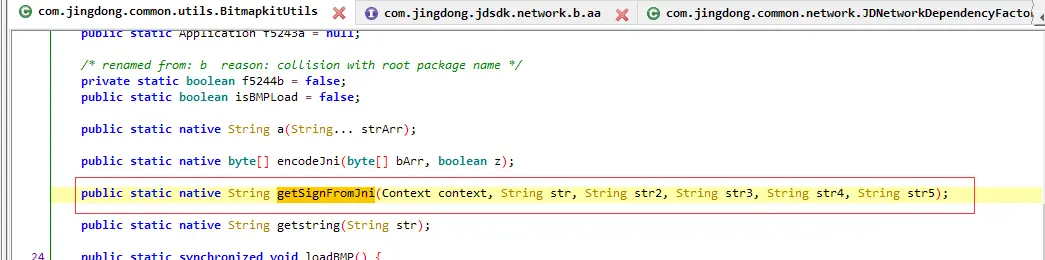 com.jingdong.common.utils.BitmapkitUtils com.jingdong.jdsdk.network.b.aa com.jingdong.common.network.JDNetworkDependencyFacto
public static Application f5243a = null;
/* renamed from: b  reason: collision with root package name */
private static boolean f5244b = false;
public static boolean isBMPLoad = false;
public static native String a(String... strArr);
public static native byte[] encodeJni(byte[] bArr, boolean z);
public static native String getSignFromJni(Context context, String str, String str2, String str3, String str4, String str5);
public static native String getstring(String str);
24 public static synchronized void loadBMP() {